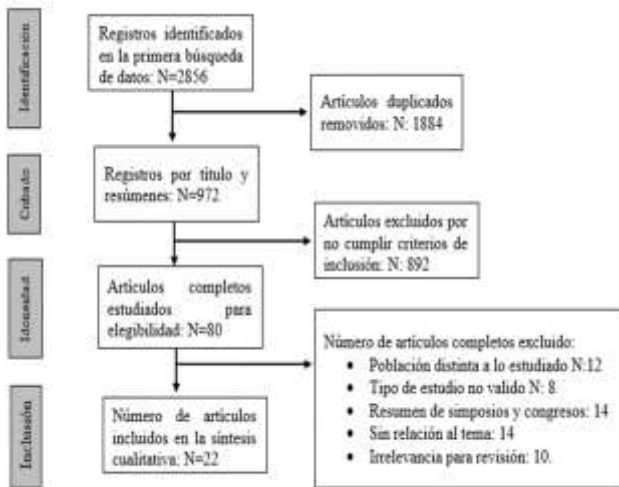 Identificación
Registros identificados
en la primera búsqueda
de datos: N=2856
Artículos duplicados
removidos: N: 1884
Cribado
Registros por título y
resúmenes: N=972
Artículos excluidos por
no cumplir criterios de
inclusión: N: 892
Idoneidad
Artículos completos
estudiados para
elegibilidad: N=80
Número de artículos completos excluido:
• Población distinta a lo estudiado N:12
• Tipo de estudio no valido N: 8
• Resumen de simposios y congresos: 14
• Sin relación al tema: 14
• Irrelevancia para revisión: 10.
Inclusión
Número de artículos
incluidos en la síntesis
cualitativa: N=22